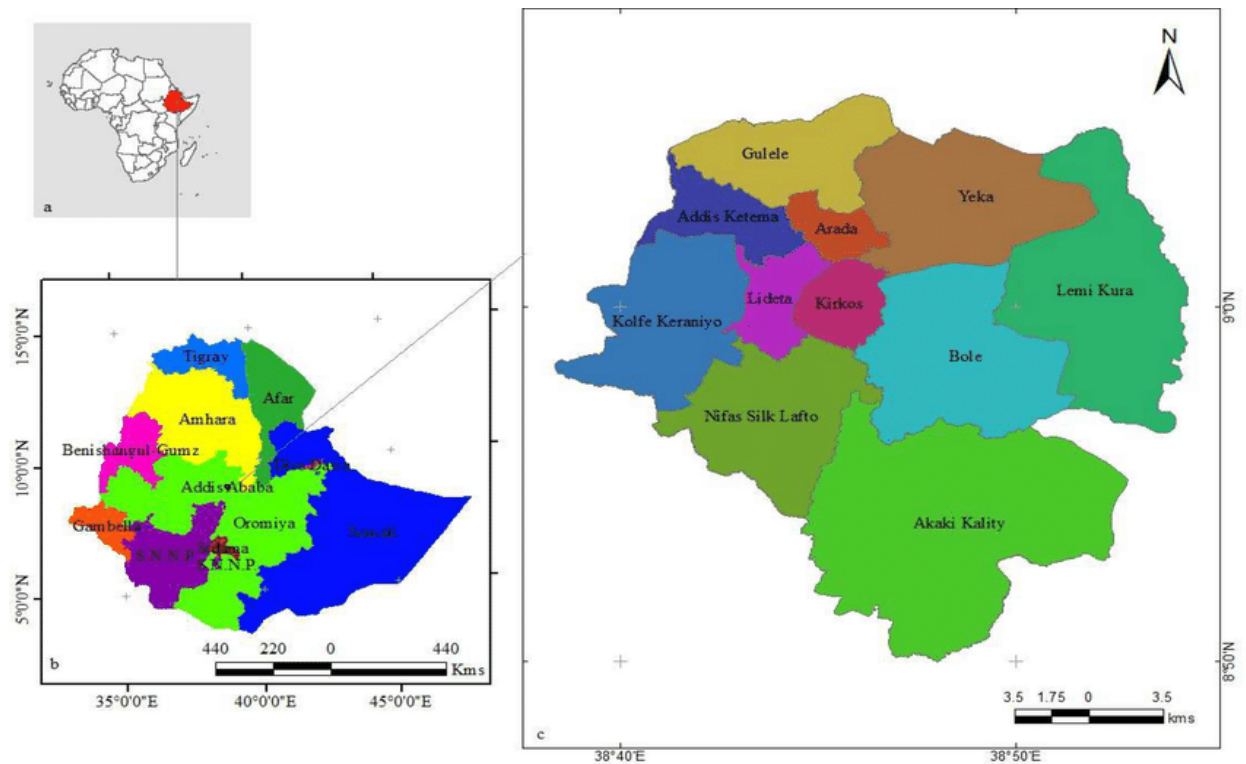 a
Tigray
Afar
Amhara
Benishangul-Gumz
Dire Dawa
Addis Ababa
Gambella
Oromiya
Somali
S.N.N.P.
S.N.N.P.
15°0'0"N
10°0'0"N
5°0'0"N
440 220 0 440
Kms
b
35°0'0"E 40°0'0"E 45°0'0"E
N
Gulele
Yeka
Addis Ketema
Arada
Lemi Kura
Lideta
Kirkos
Kolfe Keraniyo
Bole
Nifas Silk Lafto
Akaki Kality
9°0'N
8°50'N
3.5 1.75 0 3.5
kms
c
38°40'E 38°50'E